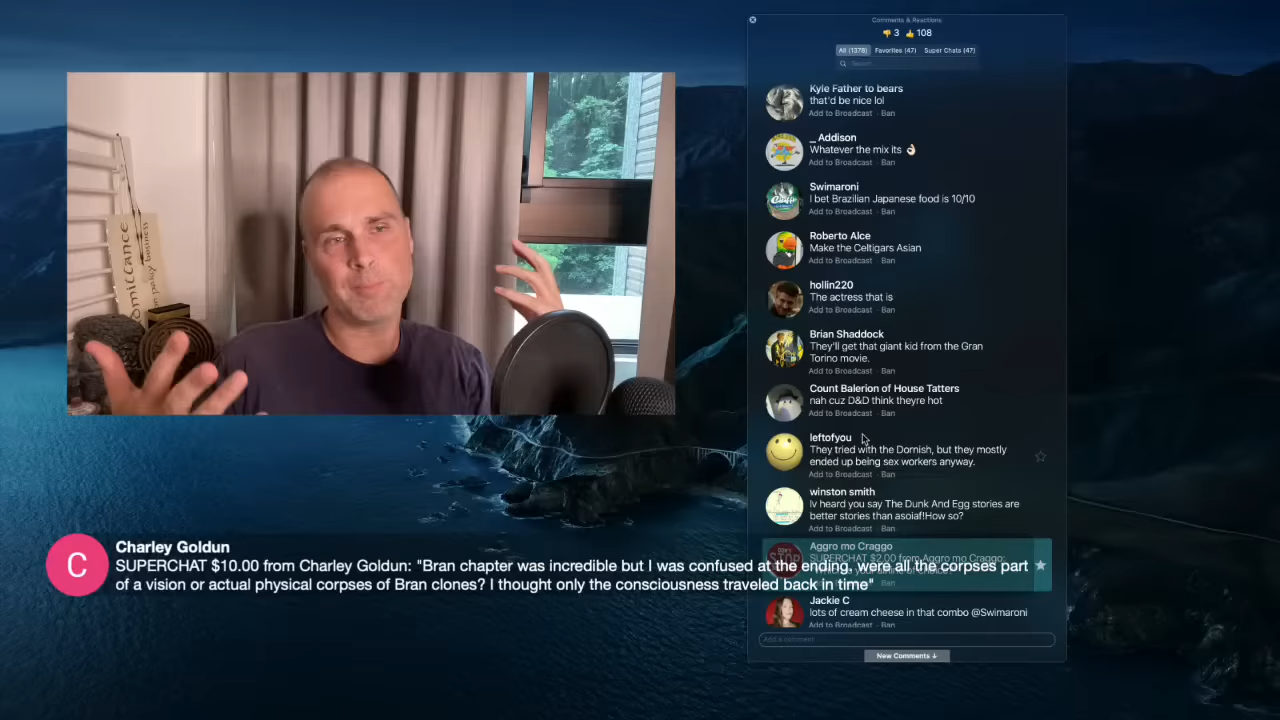 Comments & Reactions
👎 3 👍 108
All (1378) Favorites (47) Super Chats (47)
Search
Kyle Father to bears
that'd be nice lol
Add to Broadcast · Ban
_ Addison
Whatever the mix its 👌🏻
Add to Broadcast · Ban
Swimaroni
I bet Brazilian Japanese food is 10/10
Add to Broadcast · Ban
Roberto Alce
Make the Celtigars Asian
Add to Broadcast · Ban
hollin220
The actress that is
Add to Broadcast · Ban
Brian Shaddock
They'll get that giant kid from the Gran
Torino movie.
Add to Broadcast · Ban
Count Balerion of House Tatters
nah cuz D&D think theyre hot
Add to Broadcast · Ban
leftofyou
They tried with the Dornish, but they mostly
ended up being sex workers anyway.
Add to Broadcast · Ban
winston smith
Iv heard you say The Dunk And Egg stories are
better stories than asoiaf!How so?
Add to Broadcast · Ban
Aggro mo Craggo
SUPERCHAT $2.00 from Aggro mo Craggo:
Ban
Jackie C
lots of cream cheese in that combo @Swimaroni
Add to Broadcast · Ban
Add a comment
New Comments ↓
C
Charley Goldun
SUPERCHAT $10.00 from Charley Goldun: "Bran chapter was incredible but I was confused at the ending, were all the corpses part
of a vision or actual physical corpses of Bran clones? I thought only the consciousness traveled back in time"